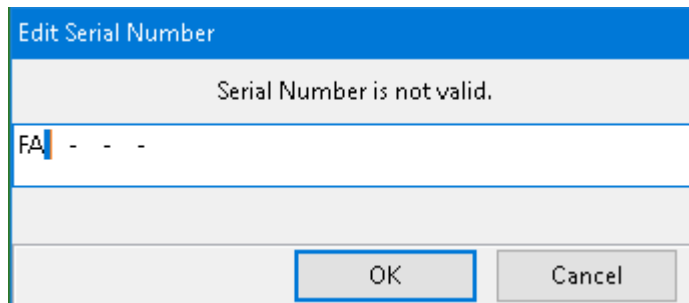 Edit Serial Number
Serial Number is not valid.
FA - - -
OK Cancel